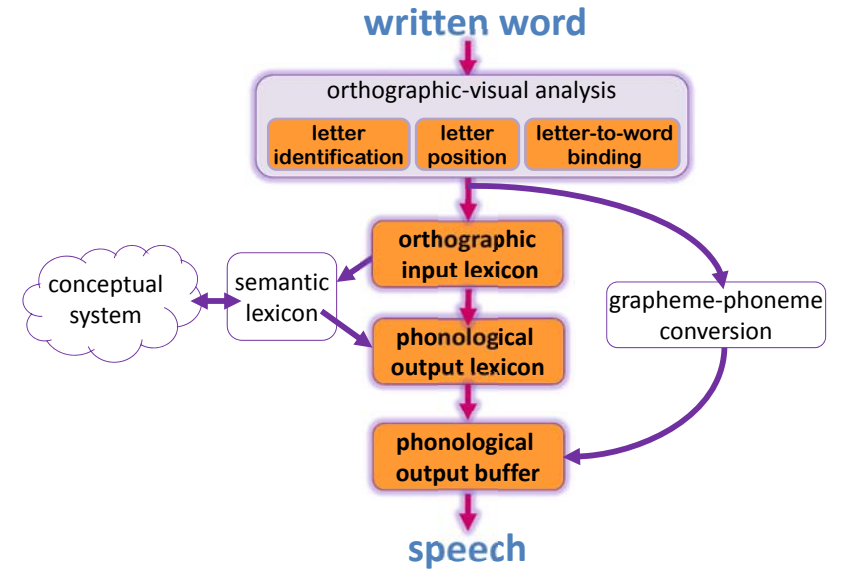 written word
orthographic-visual analysis
letter
identification
letter
position
letter-to-word
binding
orthographic
input lexicon
conceptual
system
semantic
lexicon
grapheme-phoneme
conversion
phonological
output lexicon
phonological
output buffer
speech